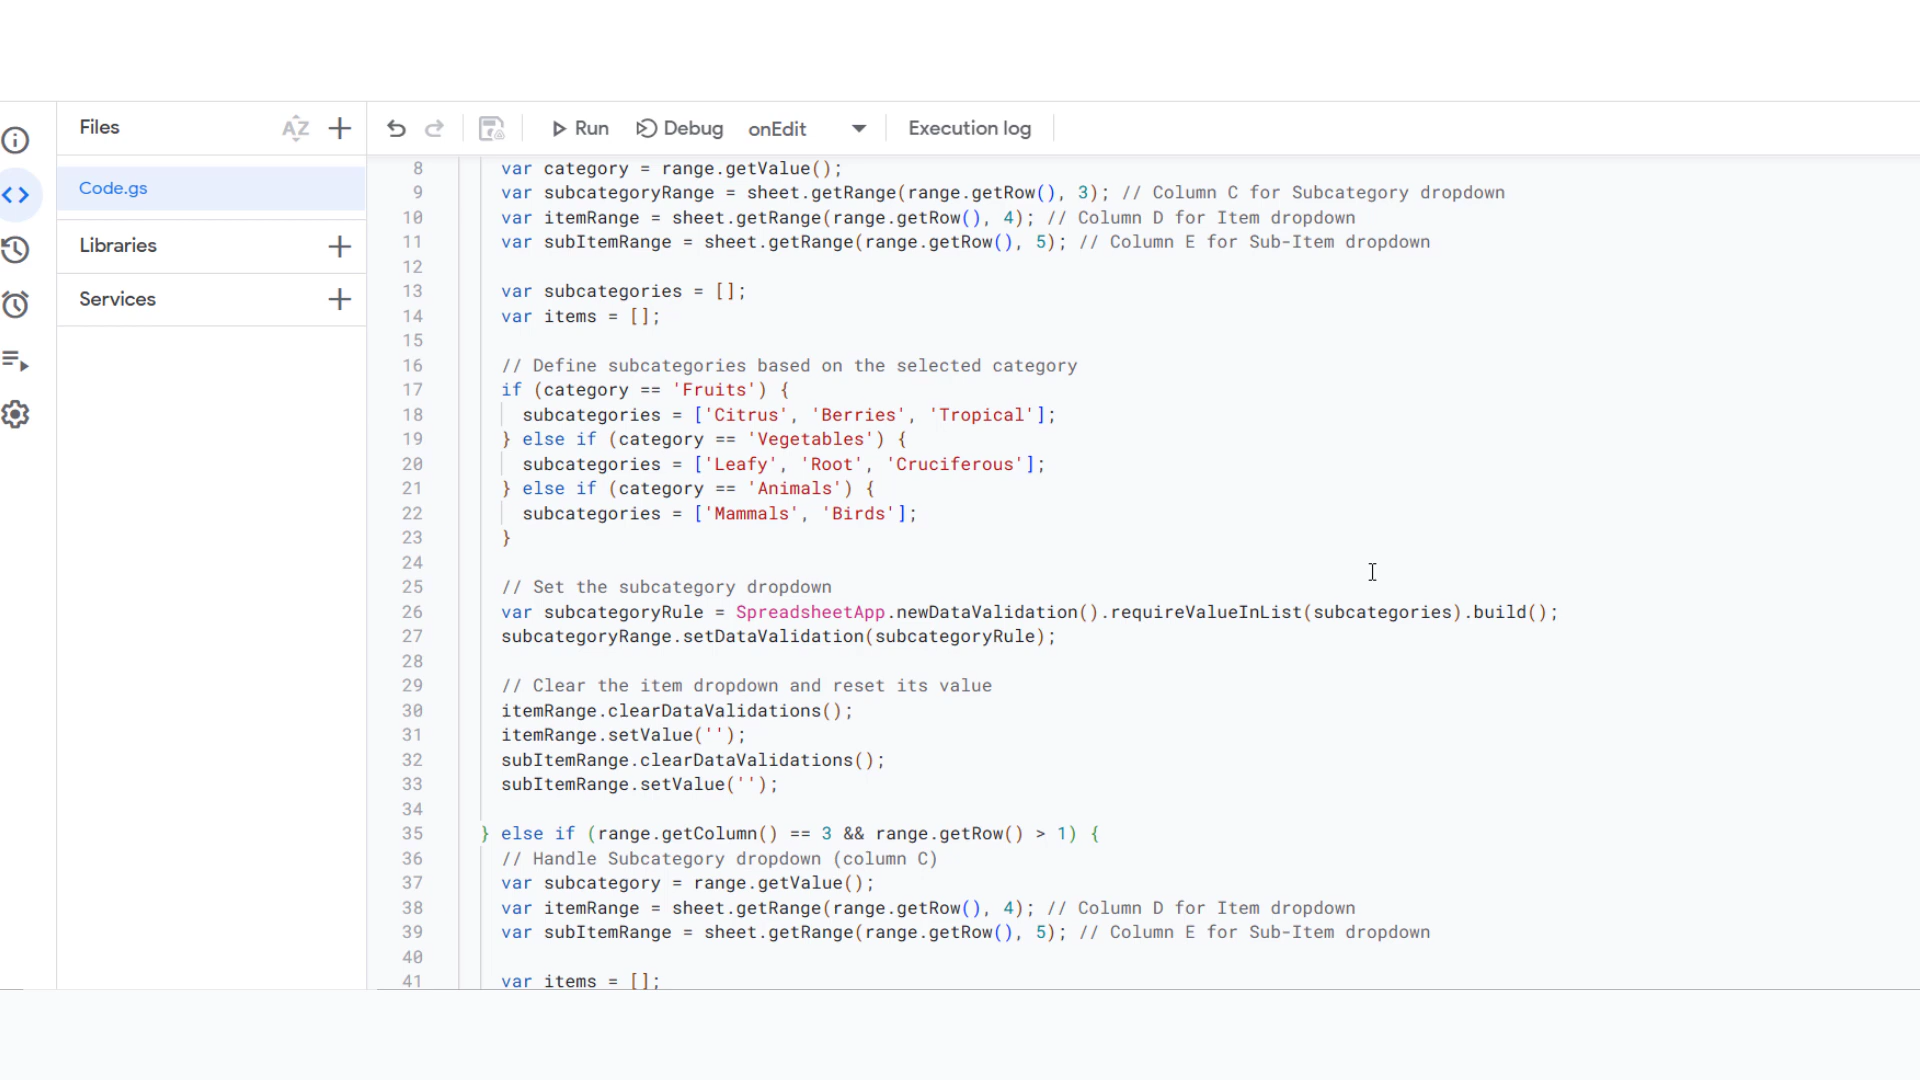 Files
Run
Debug
onEdit
Execution log
Code.gs
Libraries
Services
8 var category = range.getValue();
9 var subcategoryRange = sheet.getRange(range.getRow(), 3); // Column C for Subcategory dropdown
10 var itemRange = sheet.getRange(range.getRow(), 4); // Column D for Item dropdown
11 var subItemRange = sheet.getRange(range.getRow(), 5); // Column E for Sub-Item dropdown
12
13 var subcategories = [];
14 var items = [];
15
16 // Define subcategories based on the selected category
17 if (category == 'Fruits') {
18 subcategories = ['Citrus', 'Berries', 'Tropical'];
19 } else if (category == 'Vegetables') {
20 subcategories = ['Leafy', 'Root', 'Cruciferous'];
21 } else if (category == 'Animals') {
22 subcategories = ['Mammals', 'Birds'];
23 }
24
25 // Set the subcategory dropdown
26 var subcategoryRule = SpreadsheetApp.newDataValidation().requireValueInList(subcategories).build();
27 subcategoryRange.setDataValidation(subcategoryRule);
28
29 // Clear the item dropdown and reset its value
30 itemRange.clearDataValidations();
31 itemRange.setValue('');
32 subItemRange.clearDataValidations();
33 subItemRange.setValue('');
34
35 } else if (range.getColumn() == 3 && range.getRow() > 1) {
36 // Handle Subcategory dropdown (column C)
37 var subcategory = range.getValue();
38 var itemRange = sheet.getRange(range.getRow(), 4); // Column D for Item dropdown
39 var subItemRange = sheet.getRange(range.getRow(), 5); // Column E for Sub-Item dropdown
40
41 var items = [];